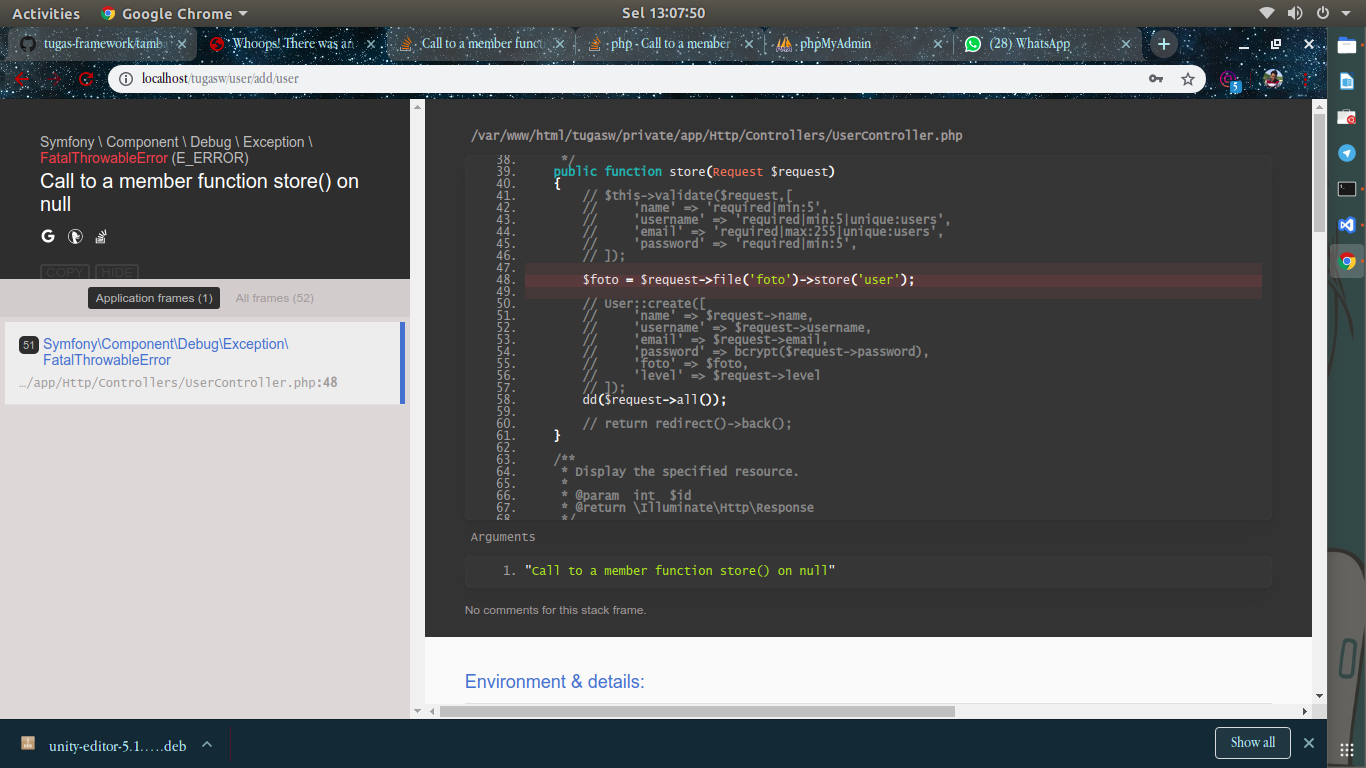 Activities
Google Chrome
Sel 13:07:50
tugas-framework/tamba
Whoops! There was an
Call to a member funct
php - Call to a member
phpMyAdmin
(28) WhatsApp
localhost/tugasw/user/add/user
5
Symfony \ Component \ Debug \ Exception \
FatalThrowableError (E_ERROR)
Call to a member function store() on
null
COPY HIDE
Application frames (1) All frames (52)
51 Symfony\Component\Debug\Exception\
FatalThrowableError
…/app/Http/Controllers/UserController.php:48
/var/www/html/tugasw/private/app/Http/Controllers/UserController.php
38. */
39. public function store(Request $request)
40. {
41. // $this->validate($request,[
42. // 'name' => 'required|min:5',
43. // 'username' => 'required|min:5|unique:users',
44. // 'email' => 'required|max:255|unique:users',
45. // 'password' => 'required|min:5',
46. // ]);
47.
48. $foto = $request->file('foto')->store('user');
49.
50. // User::create([
51. // 'name' => $request->name,
52. // 'username' => $request->username,
53. // 'email' => $request->email,
54. // 'password' => bcrypt($request->password),
55. // 'foto' => $foto,
56. // 'level' => $request->level
57. // ]);
58. dd($request->all());
59.
60. // return redirect()->back();
61. }
62.
63. /**
64. * Display the specified resource.
65. *
66. * @param  int  $id
67. * @return \Illuminate\Http\Response
68. */
Arguments
1. "Call to a member function store() on null"
No comments for this stack frame.
Environment & details:
unity-editor-5.1.….deb
Show all